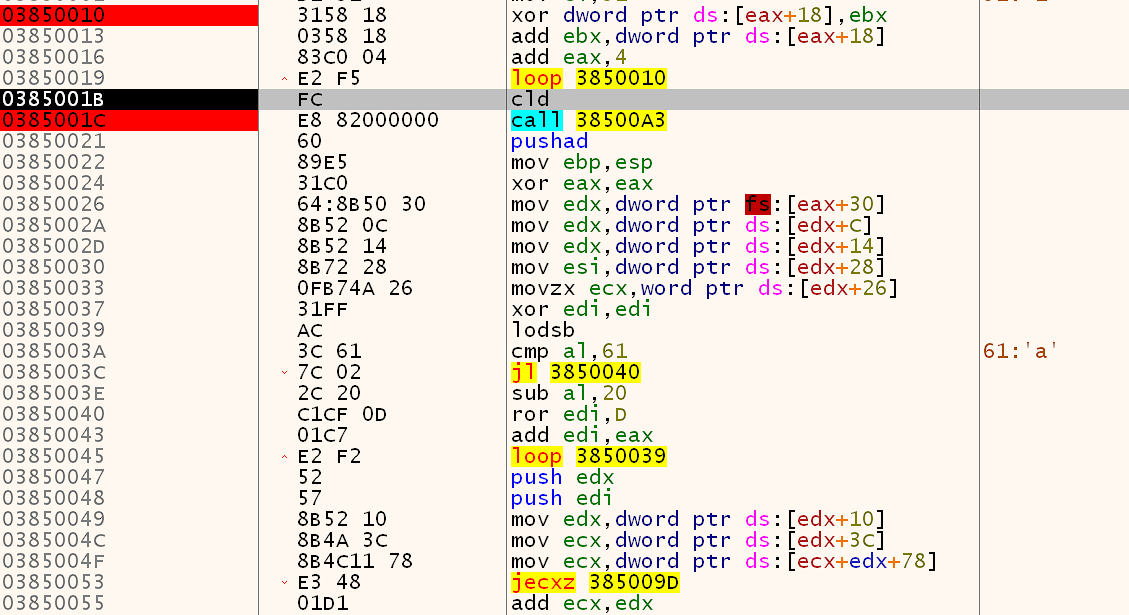 03850010 3158 18 xor dword ptr ds:[eax+18],ebx
03850013 0358 18 add ebx,dword ptr ds:[eax+18]
03850016 83C0 04 add eax,4
03850019 E2 F5 loop 3850010
0385001B FC cld
0385001C E8 82000000 call 38500A3
03850021 60 pushad
03850022 89E5 mov ebp,esp
03850024 31C0 xor eax,eax
03850026 64:8B50 30 mov edx,dword ptr fs:[eax+30]
0385002A 8B52 0C mov edx,dword ptr ds:[edx+C]
0385002D 8B52 14 mov edx,dword ptr ds:[edx+14]
03850030 8B72 28 mov esi,dword ptr ds:[edx+28]
03850033 0FB74A 26 movzx ecx,word ptr ds:[edx+26]
03850037 31FF xor edi,edi
03850039 AC lodsb
0385003A 3C 61 cmp al,61 61:'a'
0385003C 7C 02 jl 3850040
0385003E 2C 20 sub al,20
03850040 C1CF 0D ror edi,D
03850043 01C7 add edi,eax
03850045 E2 F2 loop 3850039
03850047 52 push edx
03850048 57 push edi
03850049 8B52 10 mov edx,dword ptr ds:[edx+10]
0385004C 8B4A 3C mov ecx,dword ptr ds:[edx+3C]
0385004F 8B4C11 78 mov ecx,dword ptr ds:[ecx+edx+78]
03850053 E3 48 jecxz 385009D
03850055 01D1 add ecx,edx